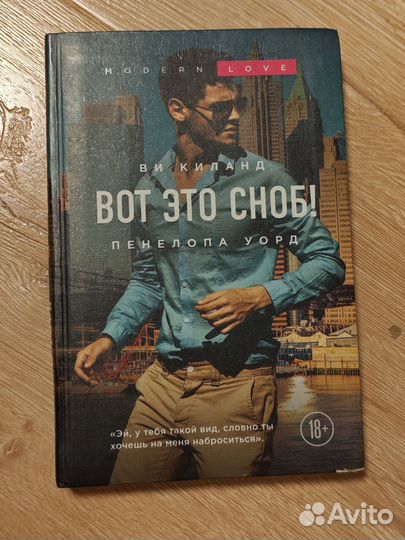 MODERN LOVE
ВИ КИЛАНД
ВОТ ЭТО СНОБ!
ПЕНЕЛОПА УОРД
«Эй, у тебя такой вид, словно ты
хочешь на меня наброситься».
18+
Avito